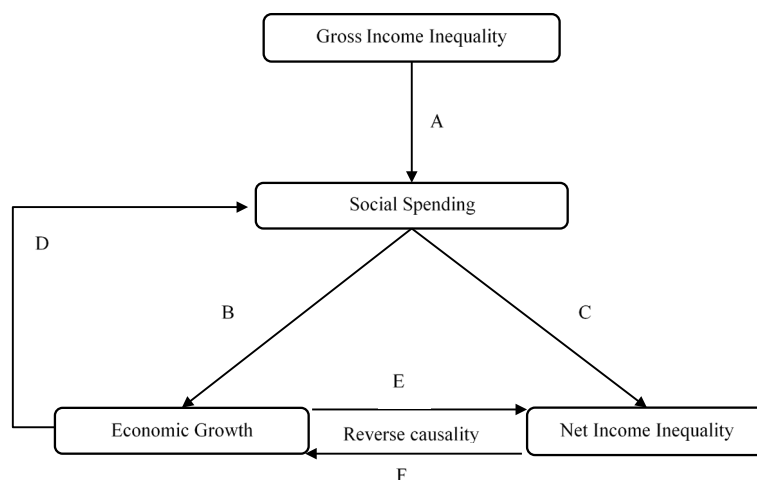 Gross Income Inequality
A
Social Spending
D
B
C
E
Economic Growth
Reverse causality
Net Income Inequality
F